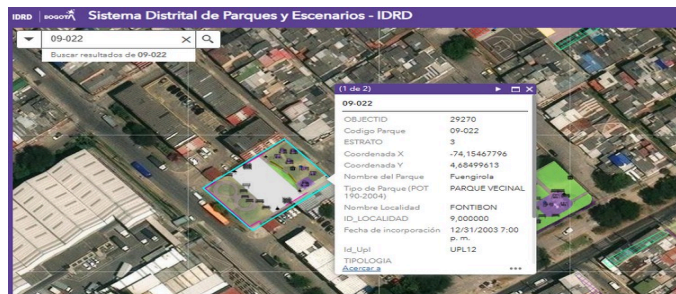 IDRD BOGOTÁ Sistema Distrital de Parques y Escenarios - IDRD
09-022
Buscar resultados de 09-022
(1 de 2)
09-022
OBJECTID 29270
Codigo Parque 09-022
ESTRATO 3
Coordenada X -74,15467796
Coordenada Y 4,68499613
Nombre del Parque Fuengirola
Tipo de Parque (POT PARQUE VECINAL
190-2004)
Nombre Localidad FONTIBON
ID_LOCALIDAD 9,000000
Fecha de incorporación 12/31/2003 7:00
p. m.
Id_Upl UPL12
TIPOLOGIA
Acercar a